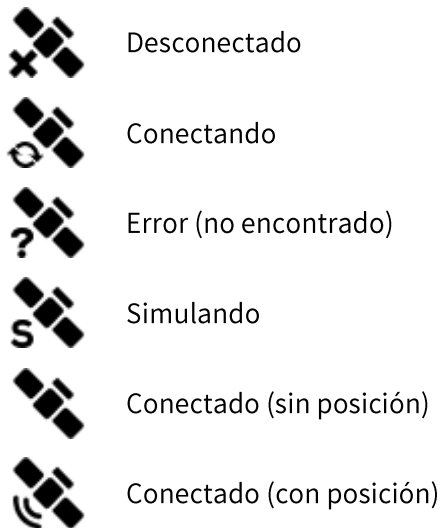 Desconectado
Conectando
? Error (no encontrado)
S Simulando
Conectado (sin posición)
Conectado (con posición)